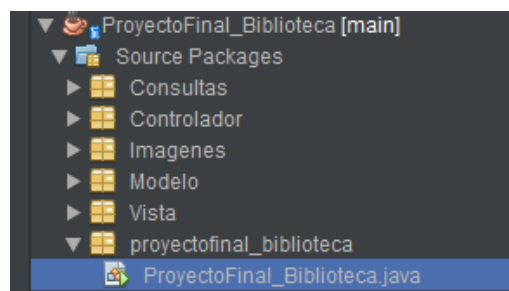 ProyectoFinal_Biblioteca [main]
Source Packages
Consultas
Controlador
Imagenes
Modelo
Vista
proyectofinal_biblioteca
ProyectoFinal_Biblioteca.java